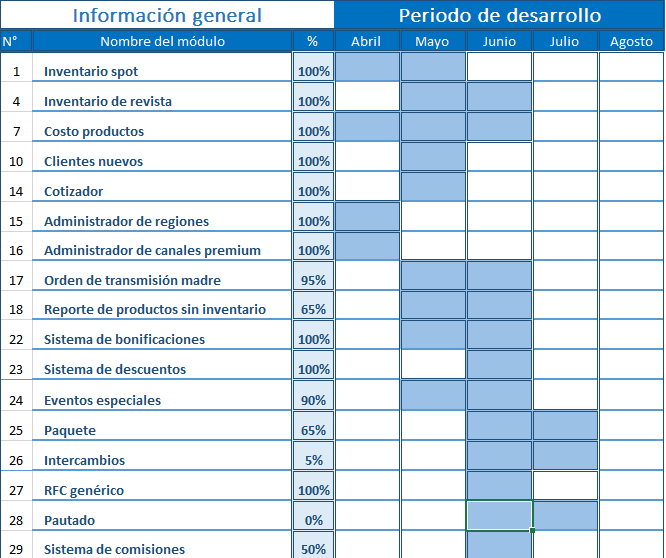 Información general Periodo de desarrollo
N° Nombre del módulo % Abril Mayo Junio Julio Agosto
1 Inventario spot 100%
4 Inventario de revista 100%
7 Costo productos 100%
10 Clientes nuevos 100%
14 Cotizador 100%
15 Administrador de regiones 100%
16 Administrador de canales premium 100%
17 Orden de transmisión madre 95%
18 Reporte de productos sin inventario 65%
22 Sistema de bonificaciones 100%
23 Sistema de descuentos 100%
24 Eventos especiales 90%
25 Paquete 65%
26 Intercambios 5%
27 RFC genérico 100%
28 Pautado 0%
29 Sistema de comisiones 50%